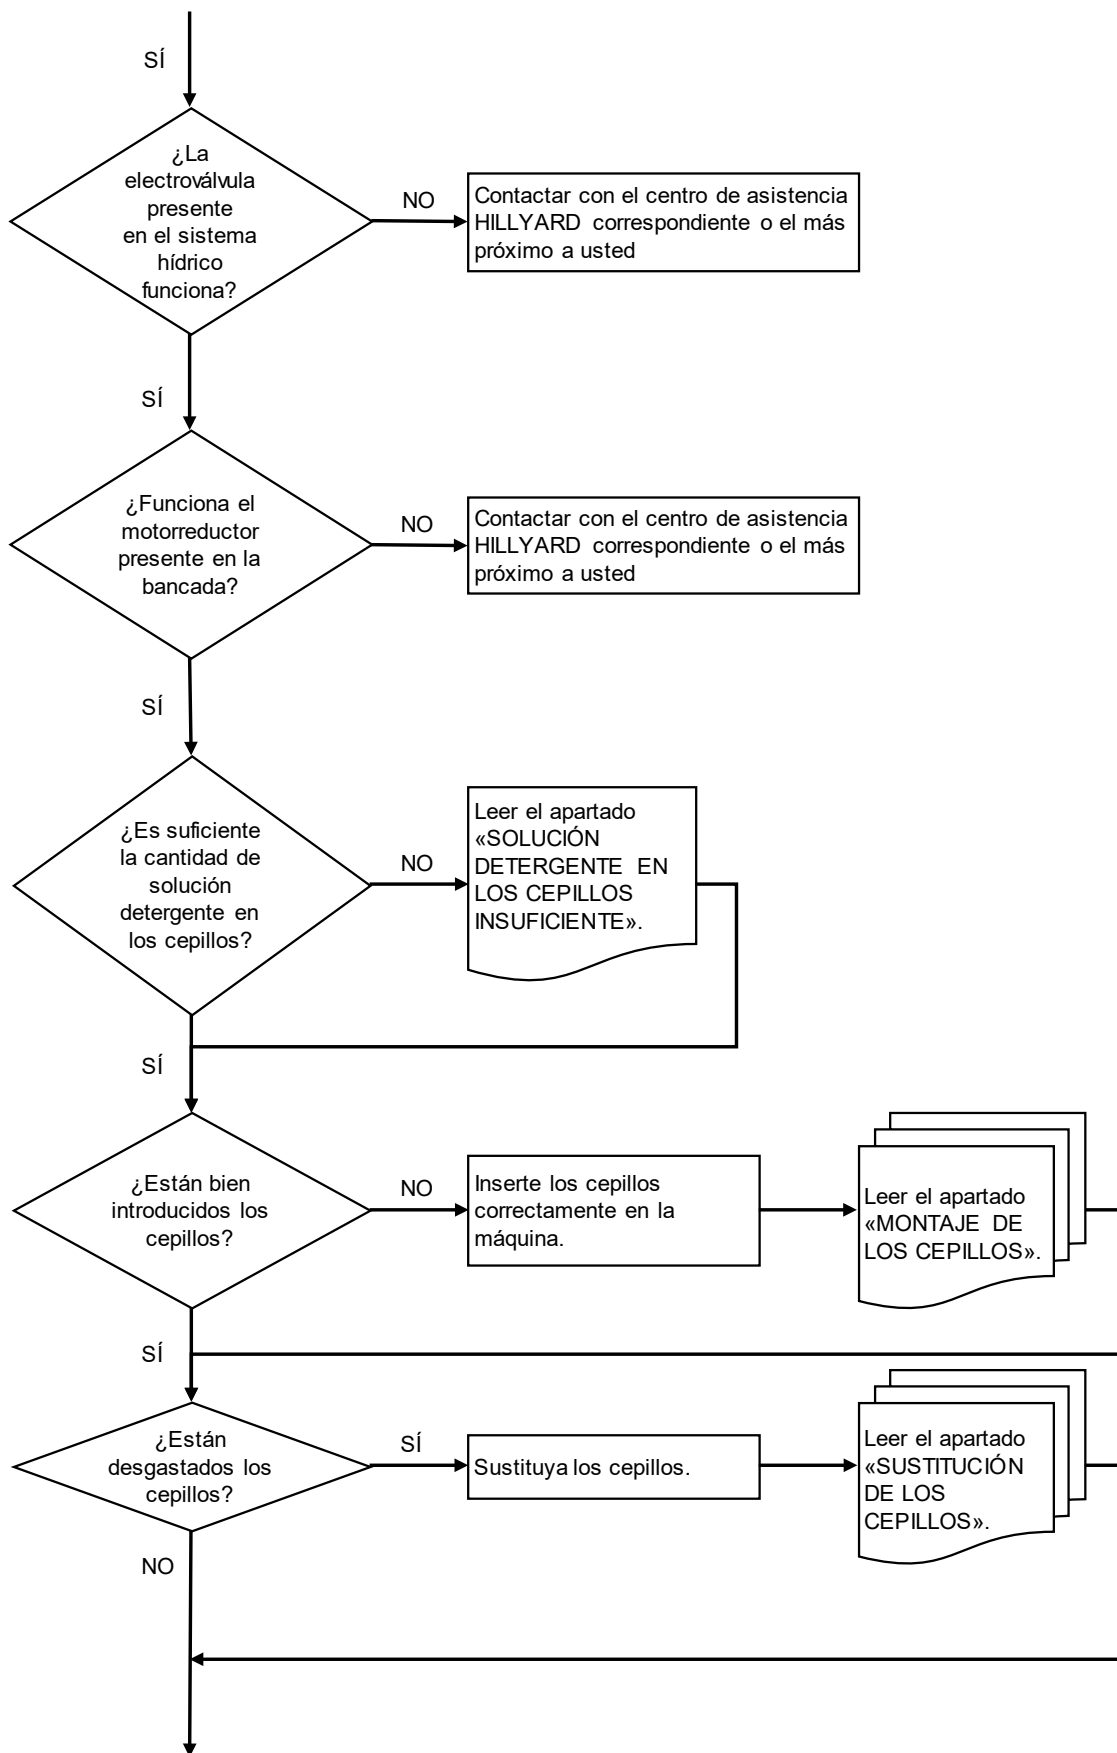 SÍ
¿La
electroválvula
presente
en el sistema
hídrico
funciona?
NO
Contactar con el centro de asistencia
HILLYARD correspondiente o el más
próximo a usted
SÍ
¿Funciona el
motorreductor
presente en la
bancada?
NO
Contactar con el centro de asistencia
HILLYARD correspondiente o el más
próximo a usted
SÍ
¿Es suficiente
la cantidad de
solución
detergente en
los cepillos?
NO
Leer el apartado
«SOLUCIÓN
DETERGENTE EN
LOS CEPILLOS
INSUFICIENTE».
SÍ
¿Están bien
introducidos los
cepillos?
NO
Inserte los cepillos
correctamente en la
máquina.
Leer el apartado
«MONTAJE DE
LOS CEPILLOS».
SÍ
¿Están
desgastados los
cepillos?
SÍ
Sustituya los cepillos.
Leer el apartado
«SUSTITUCIÓN
DE LOS
CEPILLOS».
NO